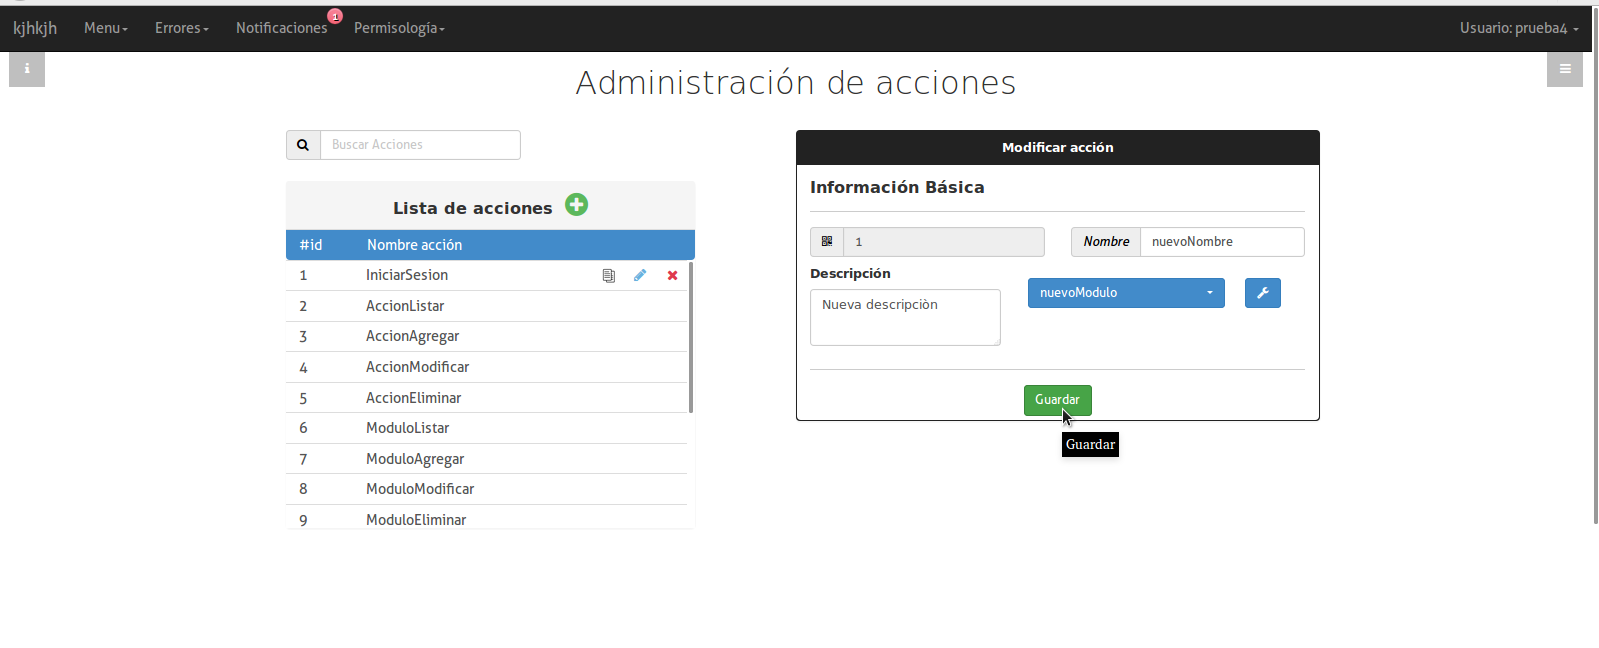 kjhkjh Menu Errores Notificaciones 1 Permisología Usuario: prueba4
i
Administración de acciones
Buscar Acciones
Lista de acciones
#id Nombre acción
1 IniciarSesion
2 AccionListar
3 AccionAgregar
4 AccionModificar
5 AccionEliminar
6 ModuloListar
7 ModuloAgregar
8 ModuloModificar
9 ModuloEliminar
Modificar acción
Información Básica
1 Nombre nuevoNombre
Descripción
Nueva descripciòn
nuevoModulo
Guardar
Guardar